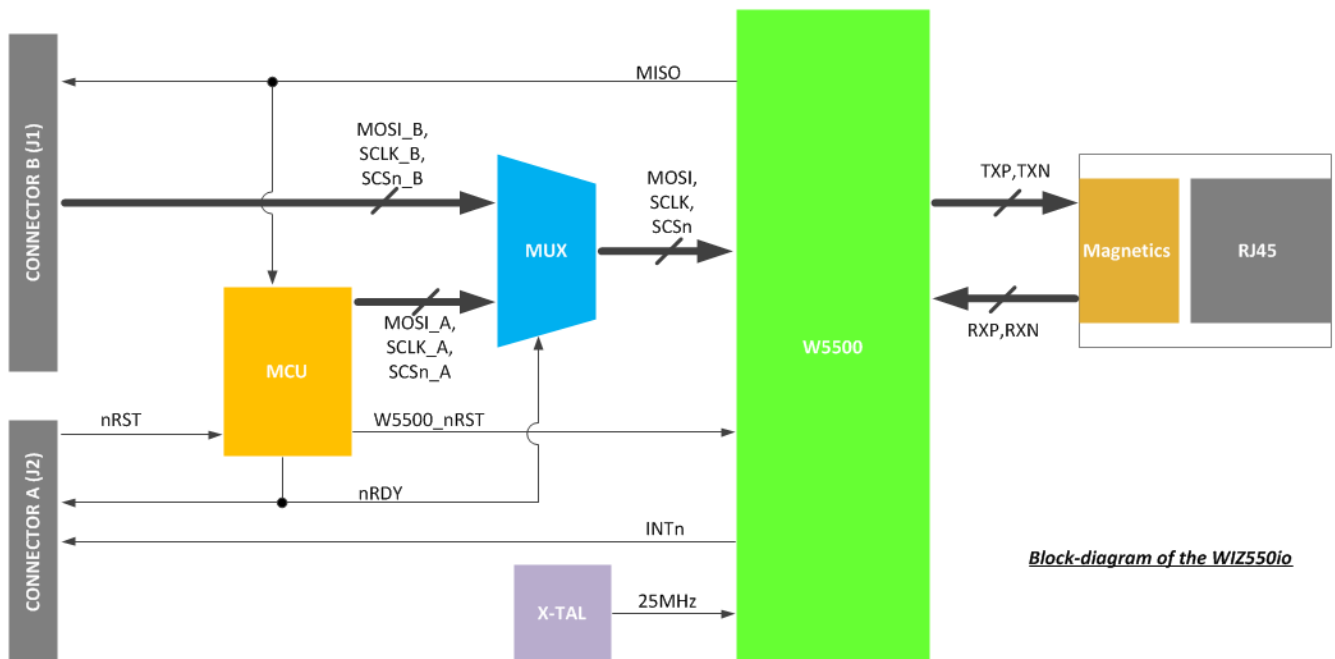 CONNECTOR B (J1)
MISO
MOSI_B,
SCLK_B,
SCSn_B
MUX
MOSI,
SCLK,
SCSn
TXP,TXN
Magnetics
RJ45
RXP,RXN
W5500
MCU
MOSI_A,
SCLK_A,
SCSn_A
CONNECTOR A (J2)
nRST
W5500_nRST
nRDY
INTn
X-TAL
25MHz
Block-diagram of the WIZ550io